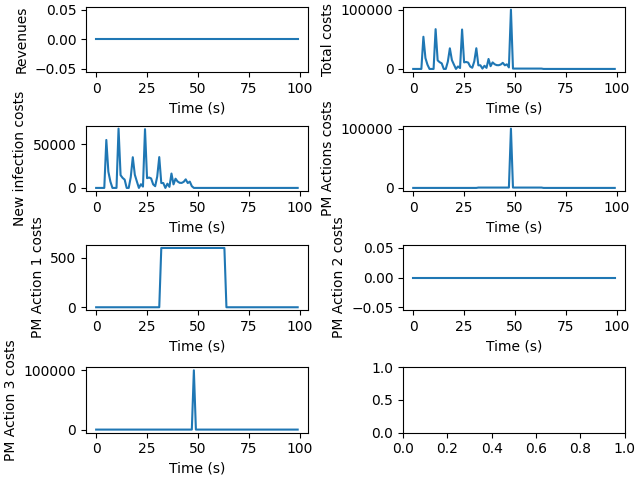 Revenues
0.05
0.00
−0.05
0 25 50 75 100
Time (s)
Total costs
100000
0
0 25 50 75 100
Time (s)
New infection costs
50000
0
0 25 50 75 100
Time (s)
PM Actions costs
100000
0
0 25 50 75 100
Time (s)
PM Action 1 costs
500
0
0 25 50 75 100
Time (s)
PM Action 2 costs
0.05
0.00
−0.05
0 25 50 75 100
Time (s)
PM Action 3 costs
100000
0
0 25 50 75 100
Time (s)
1.0
0.5
0.0
0.0 0.2 0.4 0.6 0.8 1.0